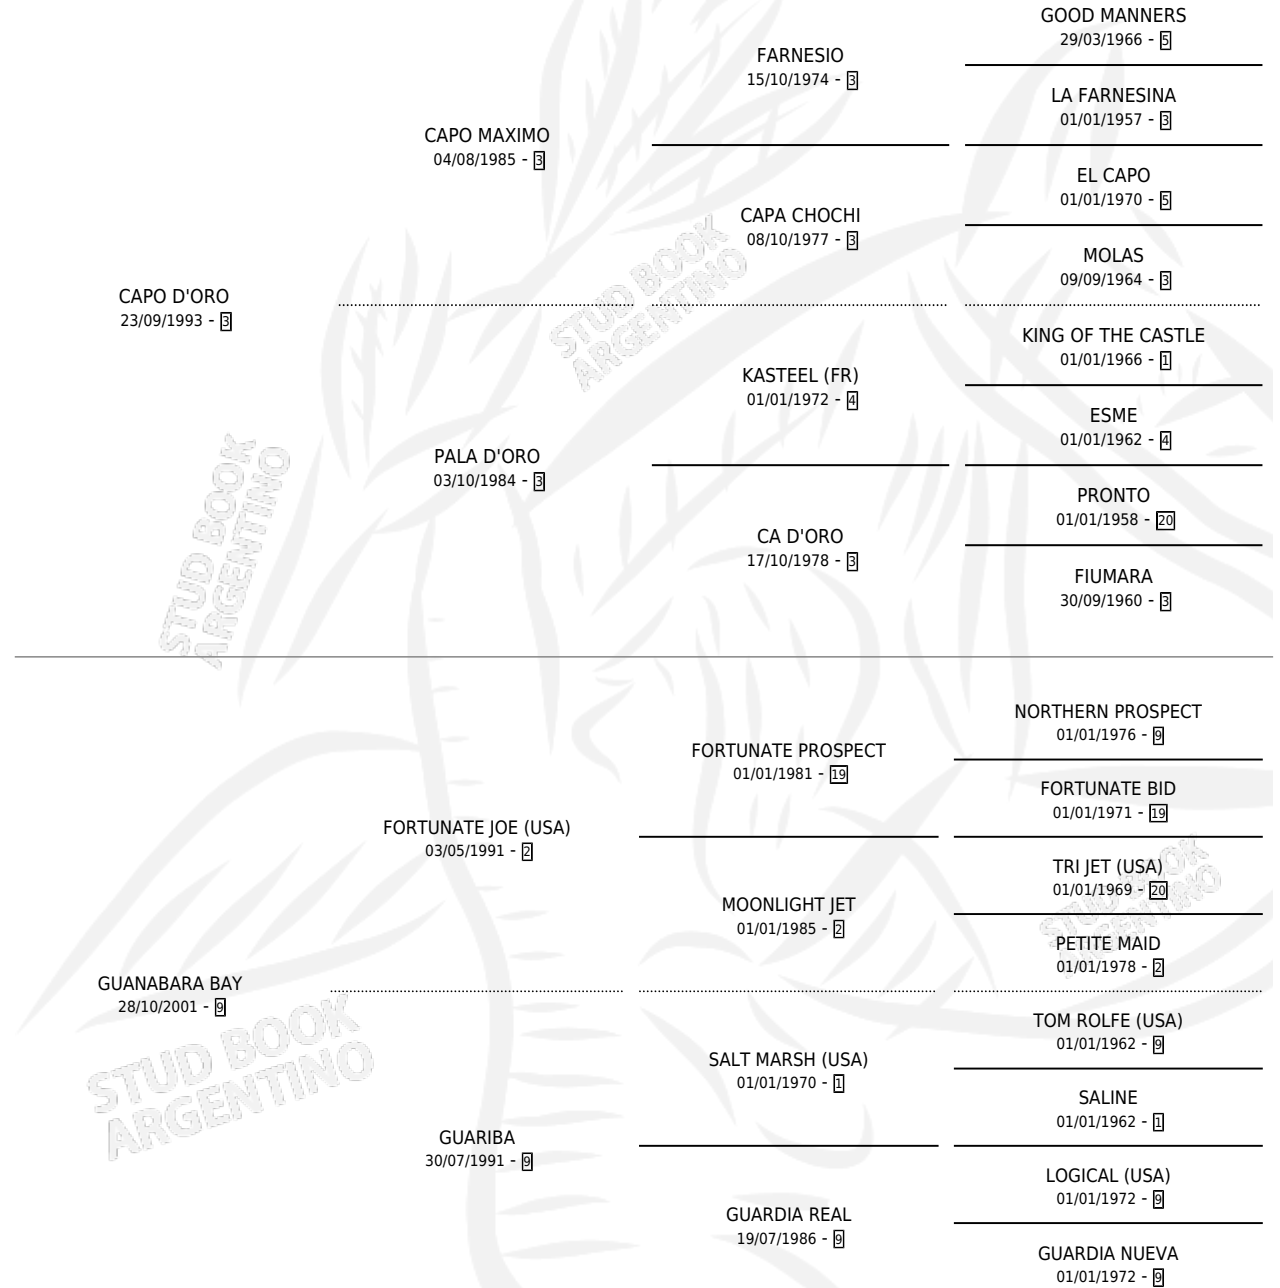 GOOD MANNERS
29/03/1966 - 5
FARNESIO
15/10/1974 - 3
LA FARNESINA
01/01/1957 - 3
CAPO MAXIMO
04/08/1985 - 3
EL CAPO
01/01/1970 - 5
CAPA CHOCHI
08/10/1977 - 3
MOLAS
09/09/1964 - 3
CAPO D'ORO
23/09/1993 - 3
STUD BOOK
ARGENTINO
KING OF THE CASTLE
01/01/1966 - 1
KASTEEL (FR)
01/01/1972 - 4
ESME
01/01/1962 - 4
PALA D'ORO
03/10/1984 - 3
PRONTO
01/01/1958 - 20
CA D'ORO
17/10/1978 - 3
FIUMARA
30/09/1960 - 3
STUD BOOK
ARGENTINO
NORTHERN PROSPECT
01/01/1976 - 9
FORTUNATE PROSPECT
01/01/1981 - 19
FORTUNATE BID
01/01/1971 - 19
FORTUNATE JOE (USA)
03/05/1991 - 2
TRI JET (USA)
01/01/1969 - 20
MOONLIGHT JET
01/01/1985 - 2
STUD BOOK
ARGENTINO
PETITE MAID
01/01/1978 - 2
GUANABARA BAY
28/10/2001 - 9
STUD BOOK
ARGENTINO
TOM ROLFE (USA)
01/01/1962 - 9
SALT MARSH (USA)
01/01/1970 - 1
SALINE
01/01/1962 - 1
GUARIBA
30/07/1991 - 9
LOGICAL (USA)
01/01/1972 - 9
GUARDIA REAL
19/07/1986 - 9
GUARDIA NUEVA
01/01/1972 - 9